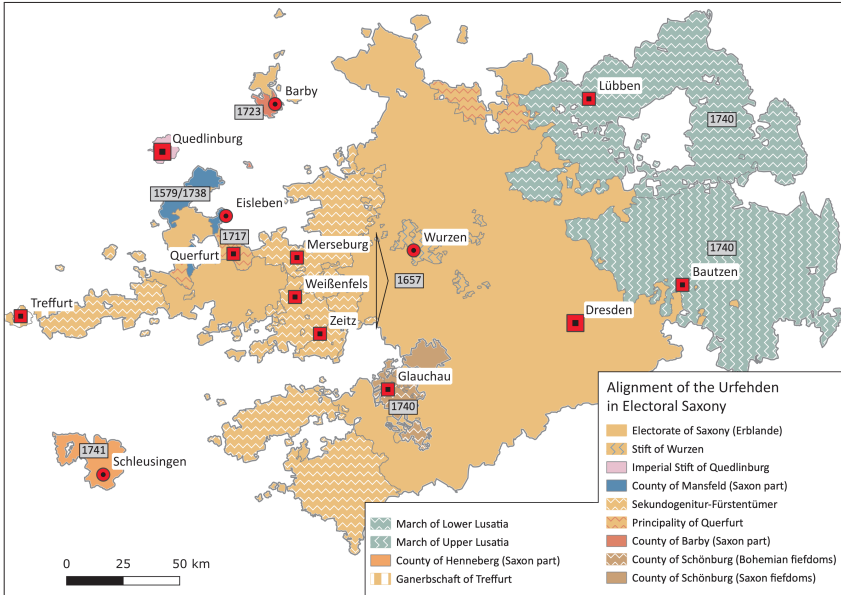 Barby
Lübben
1723
1740
Quedlinburg
1579/1738
Eisleben
1717
Wurzen
Merseburg
Querfurt
1740
Bautzen
1657
Weißenfels
Treffurt
Zeitz
Dresden
Glauchau
1740
1741
Schleusingen
Alignment of the Urfehden
in Electoral Saxony
Electorate of Saxony (Erblande)
Stift of Wurzen
Imperial Stift of Quedlinburg
County of Mansfeld (Saxon part)
Sekundogenitur-Fürstentümer
Principality of Querfurt
County of Barby (Saxon part)
County of Schönburg (Bohemian fiefdoms)
County of Schönburg (Saxon fiefdoms)
March of Lower Lusatia
March of Upper Lusatia
County of Henneberg (Saxon part)
Ganerbschaft of Treffurt
0 25 50 km